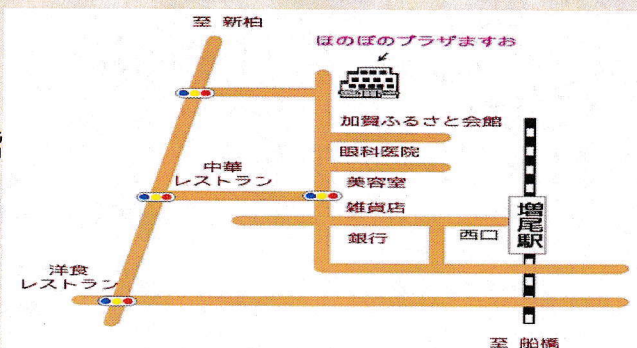 至 新柏
ほのぼのプラザますお
加賀ふるさと会館
眼科医院
中華
レストラン
美容室
雑貨店
増尾駅
西口
銀行
洋食
レストラン
至 船橋